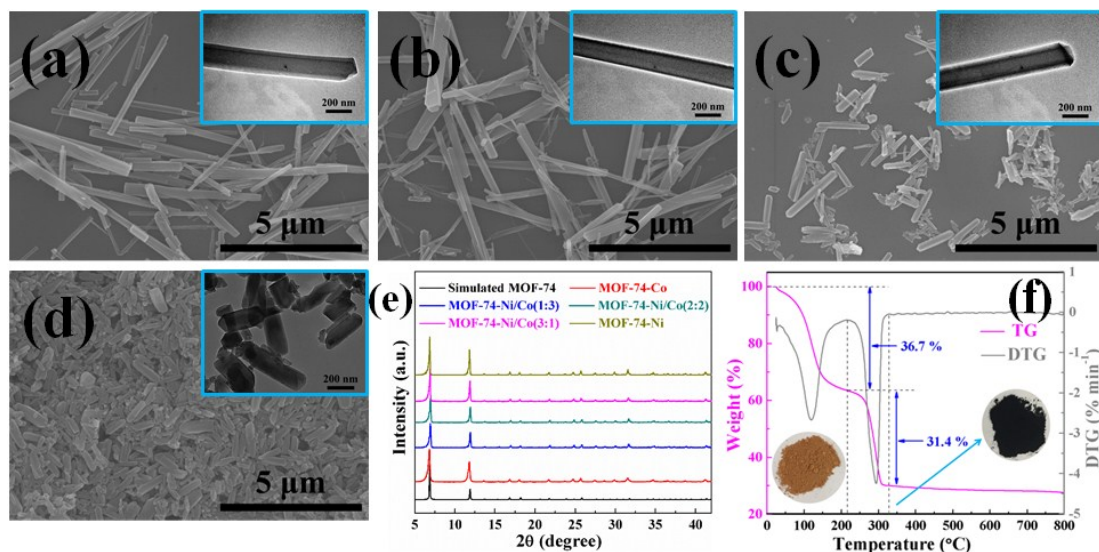 (a)
200 nm
5 μm
(b)
200 nm
5 μm
(c)
200 nm
5 μm
(d)
200 nm
5 μm
(e)
Simulated MOF-74
MOF-74-Co
MOF-74-Ni/Co(1:3)
MOF-74-Ni/Co(2:2)
MOF-74-Ni/Co(3:1)
MOF-74-Ni
Intensity (a.u.)
5 10 15 20 25 30 35 40
2θ (degree)
(f)
TG
DTG
36.7 %
31.4 %
Weight (%)
100
80
60
40
20
DTG (% min⁻¹)
1
0
-1
-2
-3
-4
-5
0 100 200 300 400 500 600 700 800
Temperature (°C)